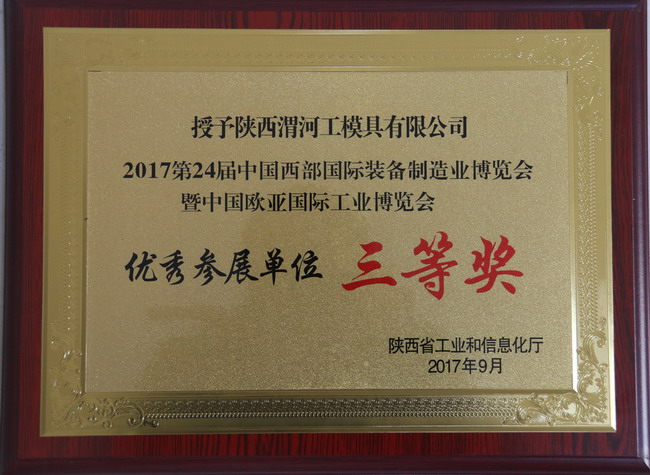 授予陕西渭河工模具有限公司
2017第24届中国西部国际装备制造业博览会
暨中国欧亚国际工业博览会
优秀参展单位 三等奖
陕西省工业和信息化厅
2017年9月